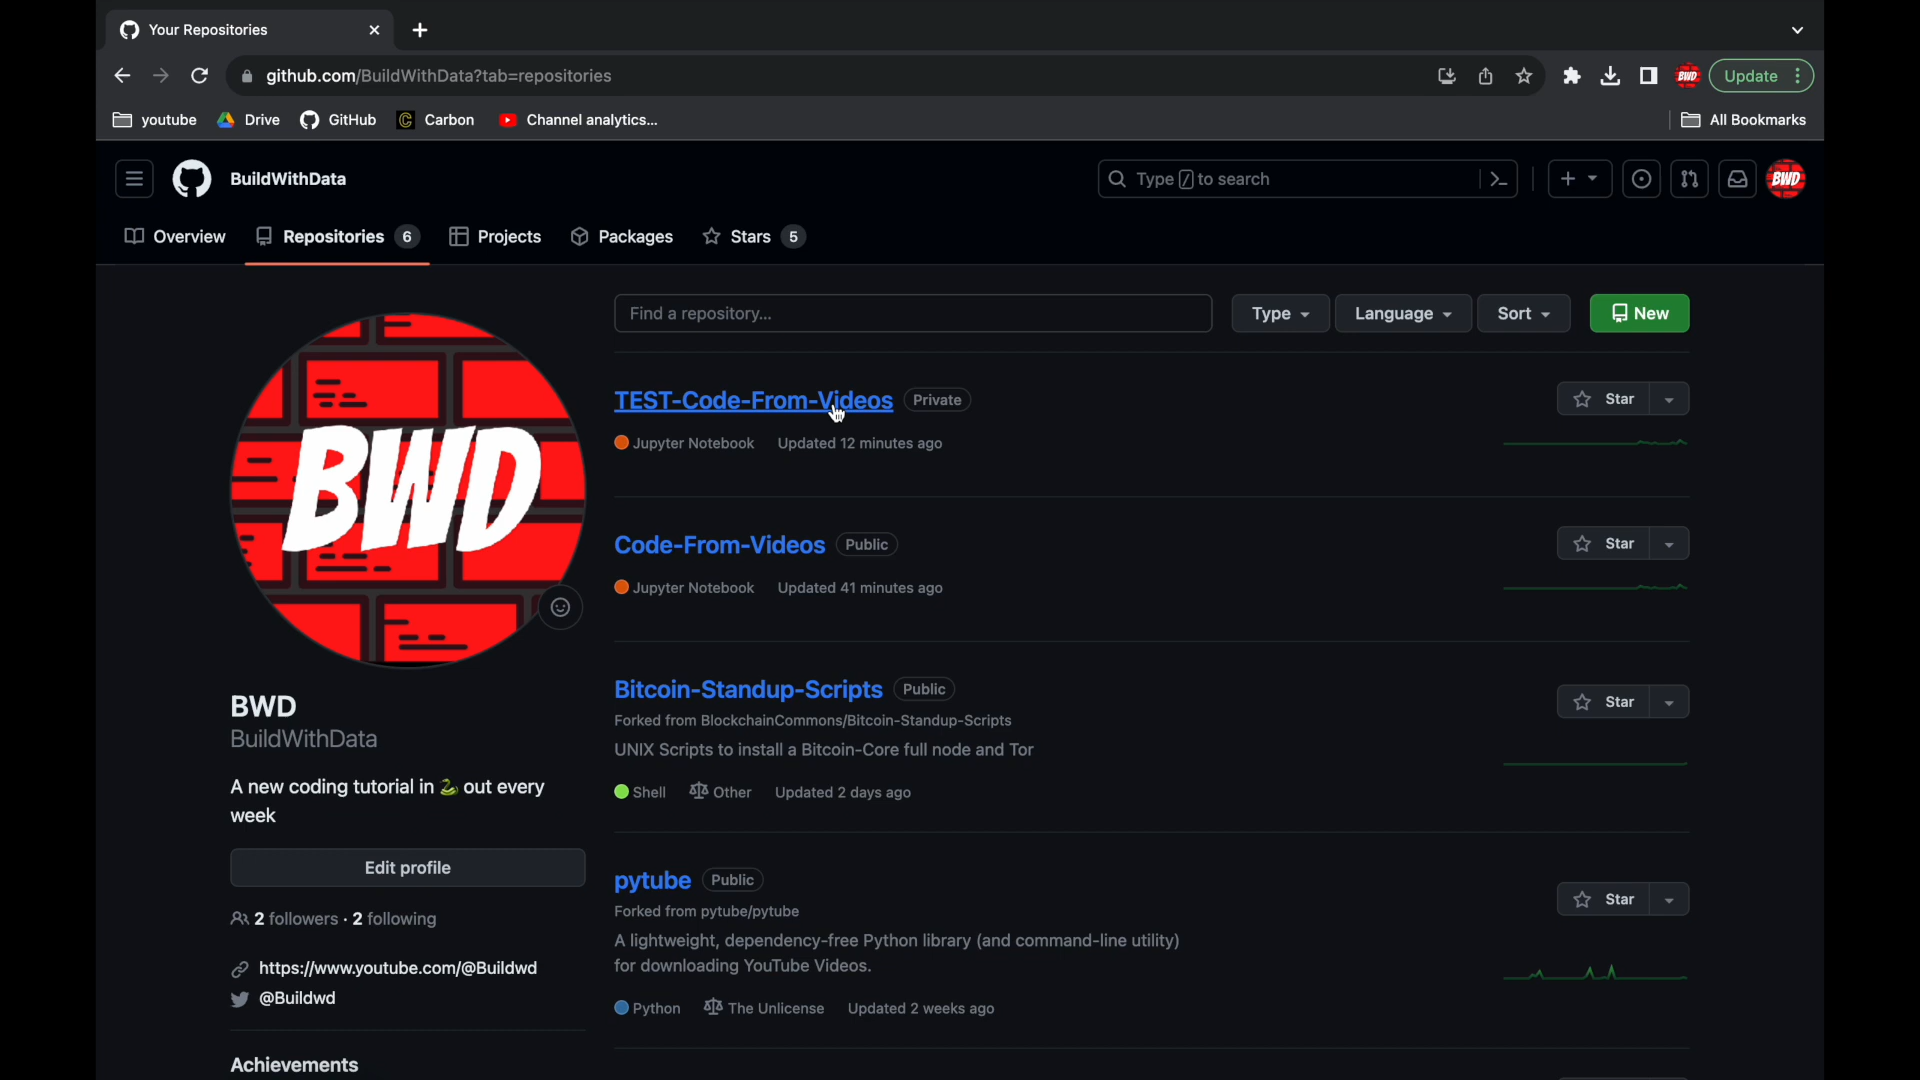 Your Repositories
github.com/BuildWithData?tab=repositories
BWD
Update
youtube
Drive
GitHub
Carbon
Channel analytics...
All Bookmarks
BuildWithData
Type / to search
BWD
Overview
Repositories 6
Projects
Packages
Stars 5
Find a repository...
Type
Language
Sort
New
BWD
BWD
BuildWithData
A new coding tutorial in 🐍 out every
week
Edit profile
2 followers · 2 following
https://www.youtube.com/@Buildwd
@Buildwd
Achievements
TEST-Code-From-Videos Private
Star
Jupyter Notebook Updated 12 minutes ago
Code-From-Videos Public
Star
Jupyter Notebook Updated 41 minutes ago
Bitcoin-Standup-Scripts Public
Star
Forked from BlockchainCommons/Bitcoin-Standup-Scripts
UNIX Scripts to install a Bitcoin-Core full node and Tor
Shell Other Updated 2 days ago
pytube Public
Star
Forked from pytube/pytube
A lightweight, dependency-free Python library (and command-line utility)
for downloading YouTube Videos.
Python The Unlicense Updated 2 weeks ago